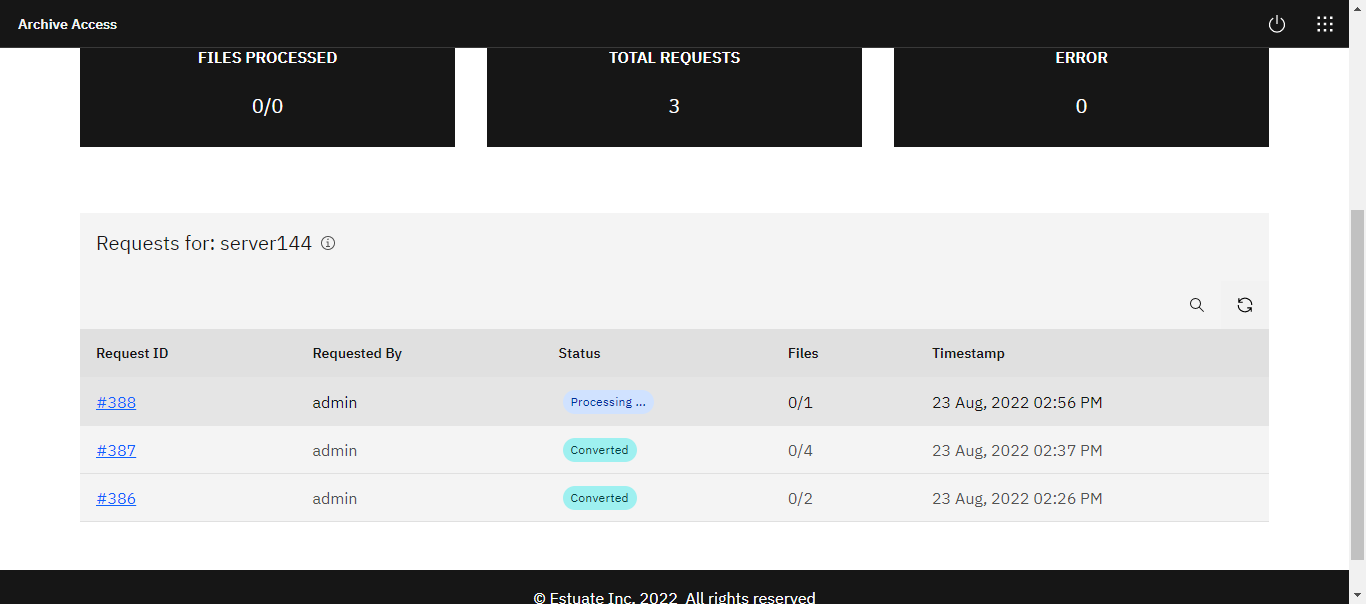 Archive Access
FILES PROCESSED TOTAL REQUESTS ERROR
0/0 3 0
Requests for: server144
Request ID Requested By Status Files Timestamp
#388 admin Processing ... 0/1 23 Aug, 2022 02:56 PM
#387 admin Converted 0/4 23 Aug, 2022 02:37 PM
#386 admin Converted 0/2 23 Aug, 2022 02:26 PM
© Estuate Inc, 2022 All rights reserved